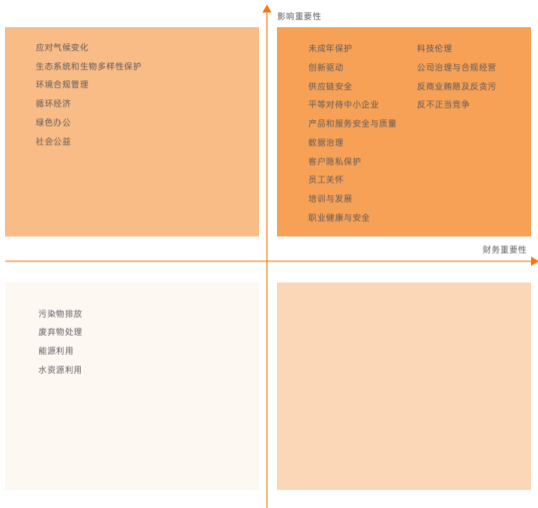 影响重要性
应对气候变化
生态系统和生物多样性保护
环境合规管理
循环经济
绿色办公
社会公益
未成年保护
创新驱动
供应链安全
平等对待中小企业
产品和服务安全与质量
数据治理
客户隐私保护
员工关怀
培训与发展
职业健康与安全
科技伦理
公司治理与合规经营
反商业贿赂及反贪污
反不正当竞争
财务重要性
污染物排放
废弃物处理
能源利用
水资源利用